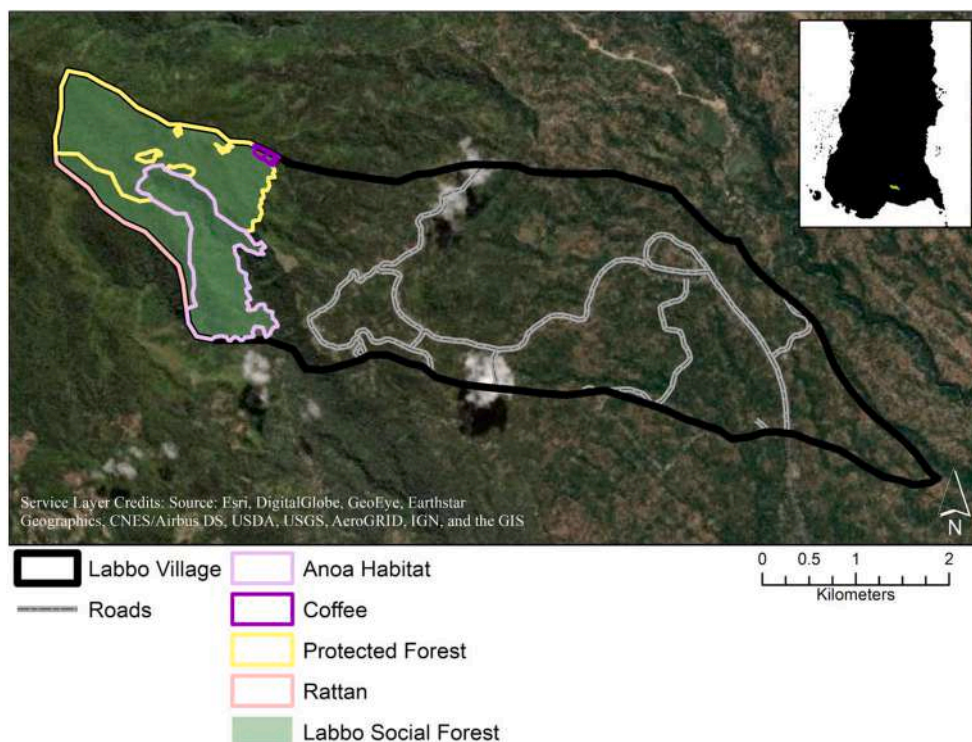 Service Layer Credits: Source: Esri, DigitalGlobe, GeoEye, Earthstar
Geographics, CNES/Airbus DS, USDA, USGS, AeroGRID, IGN, and the GIS
N
Labbo Village
Roads
Anoa Habitat
Coffee
Protected Forest
Rattan
Labbo Social Forest
0 0.5 1 2
Kilometers